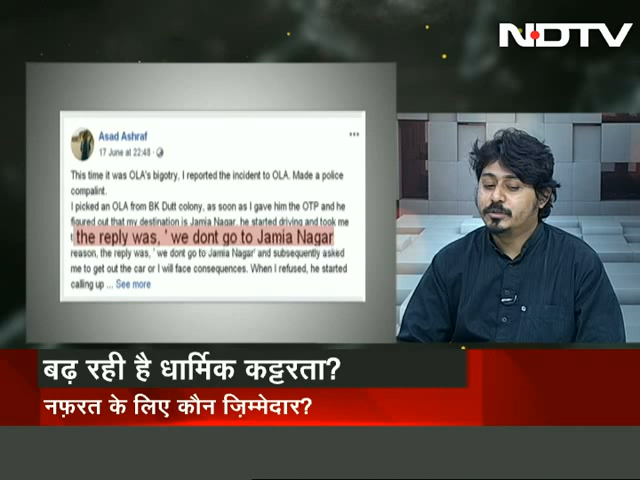 NDTV
Asad Ashraf
17 June at 22:48
This time it was OLA's bigotry, I reported the incident to OLA. Made a police
compalint.
I picked an OLA from BK Dutt colony, as soon as I gave him the OTP and he
figured out that my destination is Jamia Nagar, he started driving and took me
the reply was, ' we dont go to Jamia Nagar
reason, the reply was, ' we dont go to Jamia Nagar' and subsequently asked
me to get out the car or I will face consequences. When I refused, he started
calling up ... See more
बढ़ रही है धार्मिक कट्टरता?
नफ़रत के लिए कौन ज़िम्मेदार?